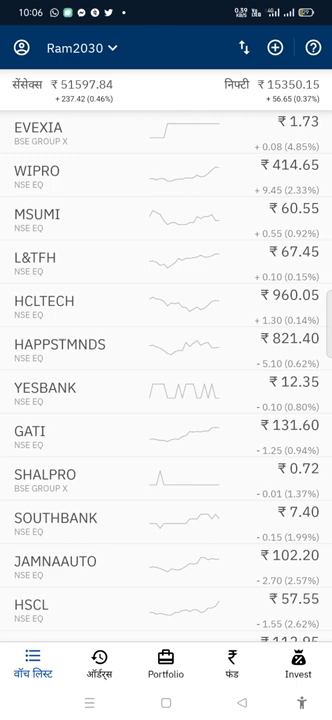 10:06
0.39 KB/S
4G
Ram2030
सेंसेक्स ₹ 51597.84
+ 237.42 (0.46%)
निफ्टी ₹ 15350.15
+ 56.65 (0.37%)
EVEXIA ₹ 1.73
BSE GROUP X + 0.08 (4.85%)
WIPRO ₹ 414.65
NSE EQ + 9.45 (2.33%)
MSUMI ₹ 60.55
NSE EQ + 0.55 (0.92%)
L&TFH ₹ 67.45
NSE EQ + 0.10 (0.15%)
HCLTECH ₹ 960.05
NSE EQ + 1.30 (0.14%)
HAPPSTMNDS ₹ 821.40
NSE EQ - 5.10 (0.62%)
YESBANK ₹ 12.35
NSE EQ - 0.10 (0.80%)
GATI ₹ 131.60
NSE EQ - 1.25 (0.94%)
SHALPRO ₹ 0.72
BSE GROUP X - 0.01 (1.37%)
SOUTHBANK ₹ 7.40
NSE EQ - 0.15 (1.99%)
JAMNAAUTO ₹ 102.20
NSE EQ - 2.70 (2.57%)
HSCL ₹ 57.55
NSE EQ - 1.55 (2.62%)
वॉच लिस्ट ऑर्डर्स Portfolio फंड Invest